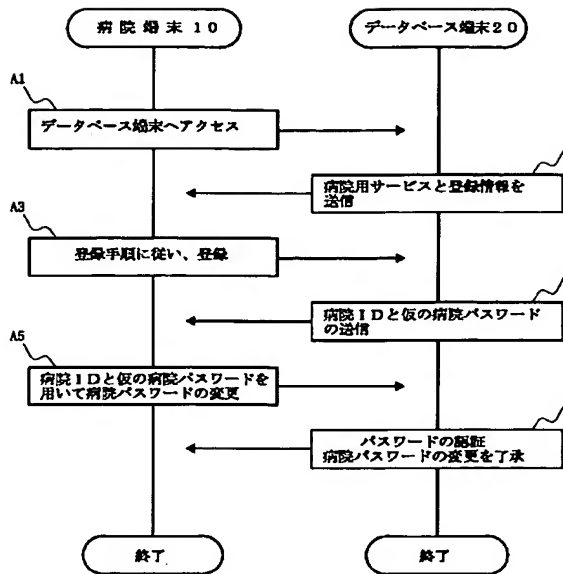 病院端末10
データベース端末20
A1
データベース端末へアクセス
病院用サービスと登録情報を
送信
A3
登録手順に従い、登録
病院IDと仮の病院パスワード
の送信
A5
病院IDと仮の病院パスワードを
用いて病院パスワードの変更
パスワードの認証
病院パスワードの変更を了承
終了
終了